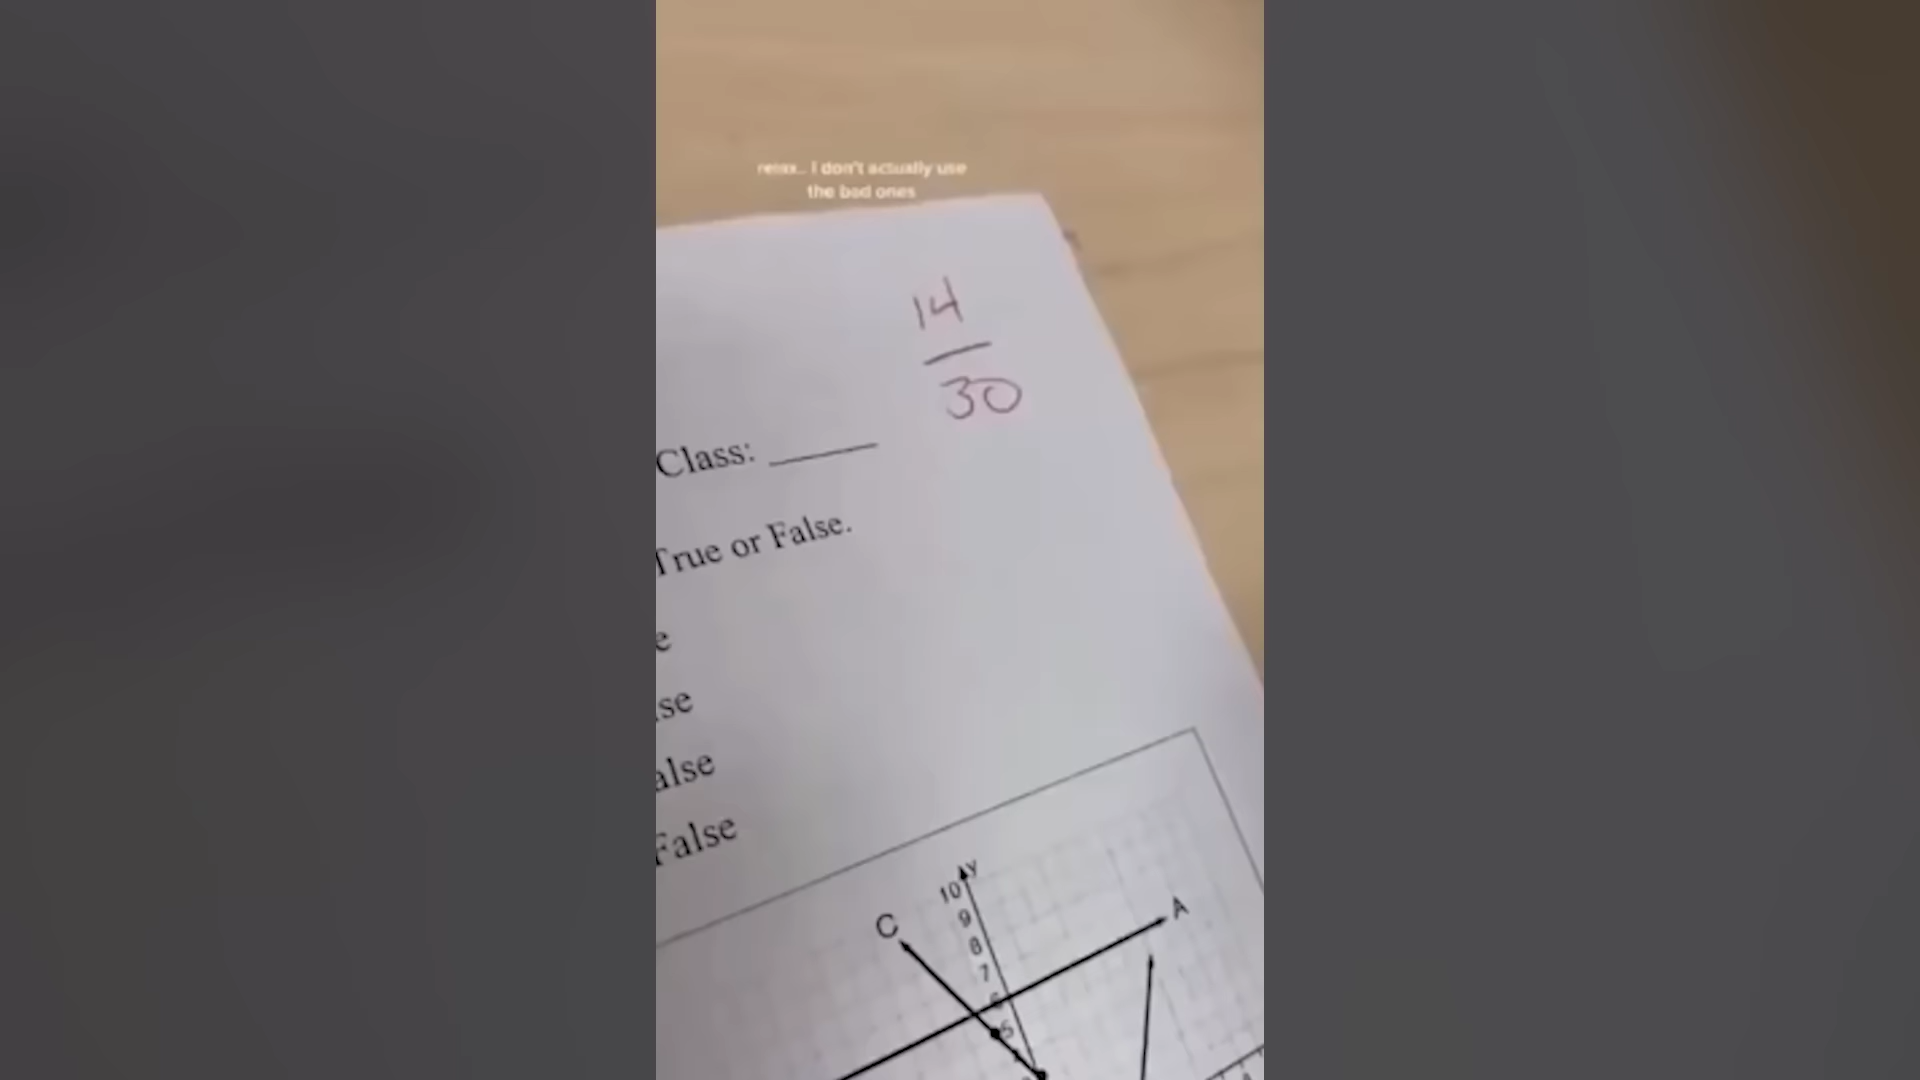 relax.. I don't actually use
the bad ones
14
30
Class:
True or False.
e
se
alse
False
y
10
9
8
7
6
5
C
A